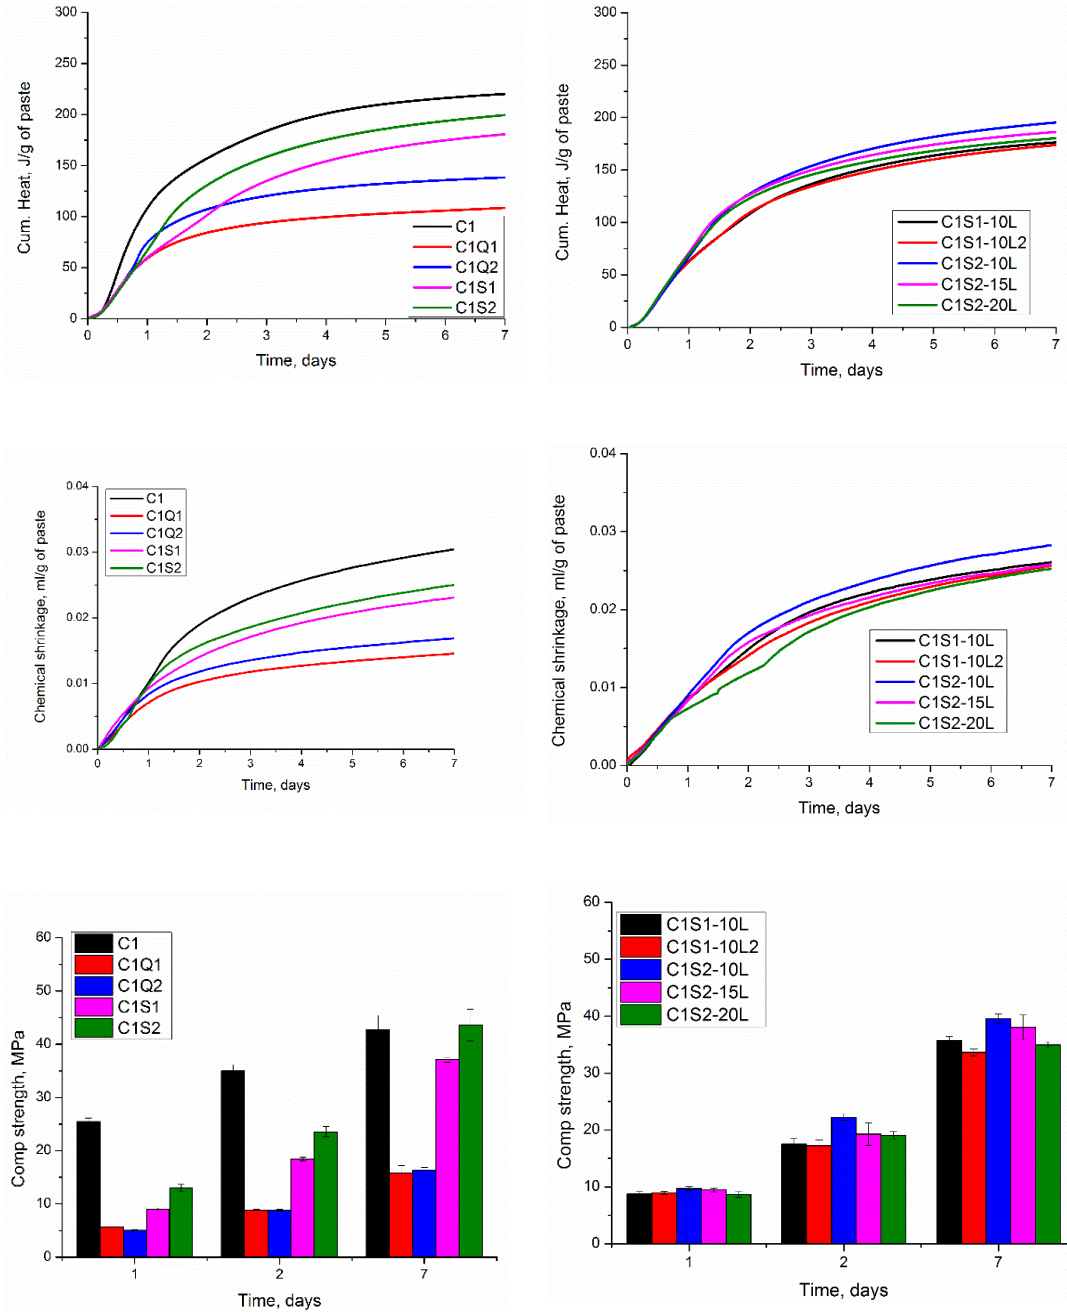 300
250
200
150
100
50
0
Cum. Heat, J/g of paste
C1
C1Q1
C1Q2
C1S1
C1S2
0 1 2 3 4 5 6 7
Time, days
300
250
200
150
100
50
0
Cum. Heat, J/g of paste
C1S1-10L
C1S1-10L2
C1S2-10L
C1S2-15L
C1S2-20L
0 1 2 3 4 5 6 7
Time, days
0.04
0.03
0.02
0.01
0.00
Chemical shrinkage, ml/g of paste
C1
C1Q1
C1Q2
C1S1
C1S2
0 1 2 3 4 5 6 7
Time, days
0.04
0.03
0.02
0.01
0.00
Chemical shrinkage, ml/g of paste
C1S1-10L
C1S1-10L2
C1S2-10L
C1S2-15L
C1S2-20L
0 1 2 3 4 5 6 7
Time, days
60
50
40
30
20
10
0
Comp strength, MPa
C1
C1Q1
C1Q2
C1S1
C1S2
1 2 7
Time, days
60
50
40
30
20
10
0
Comp strength, MPa
C1S1-10L
C1S1-10L2
C1S2-10L
C1S2-15L
C1S2-20L
1 2 7
Time, days